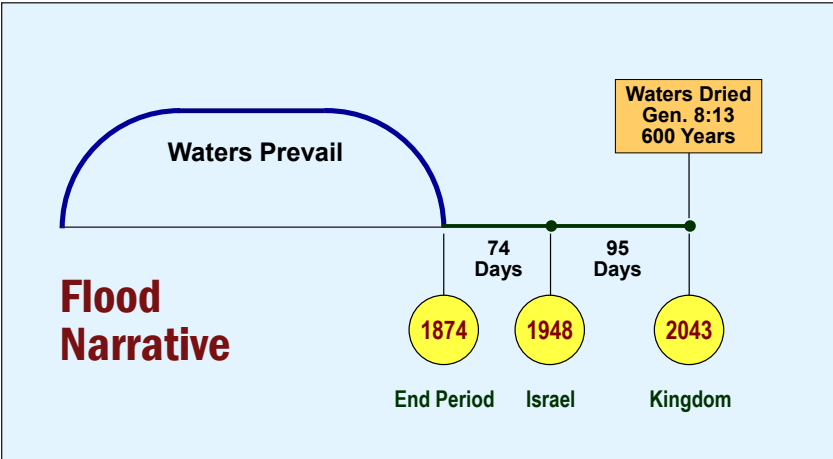 Waters Dried
Gen. 8:13
600 Years
Waters Prevail
74
Days
95
Days
Flood
Narrative
1874
1948
2043
End Period
Israel
Kingdom